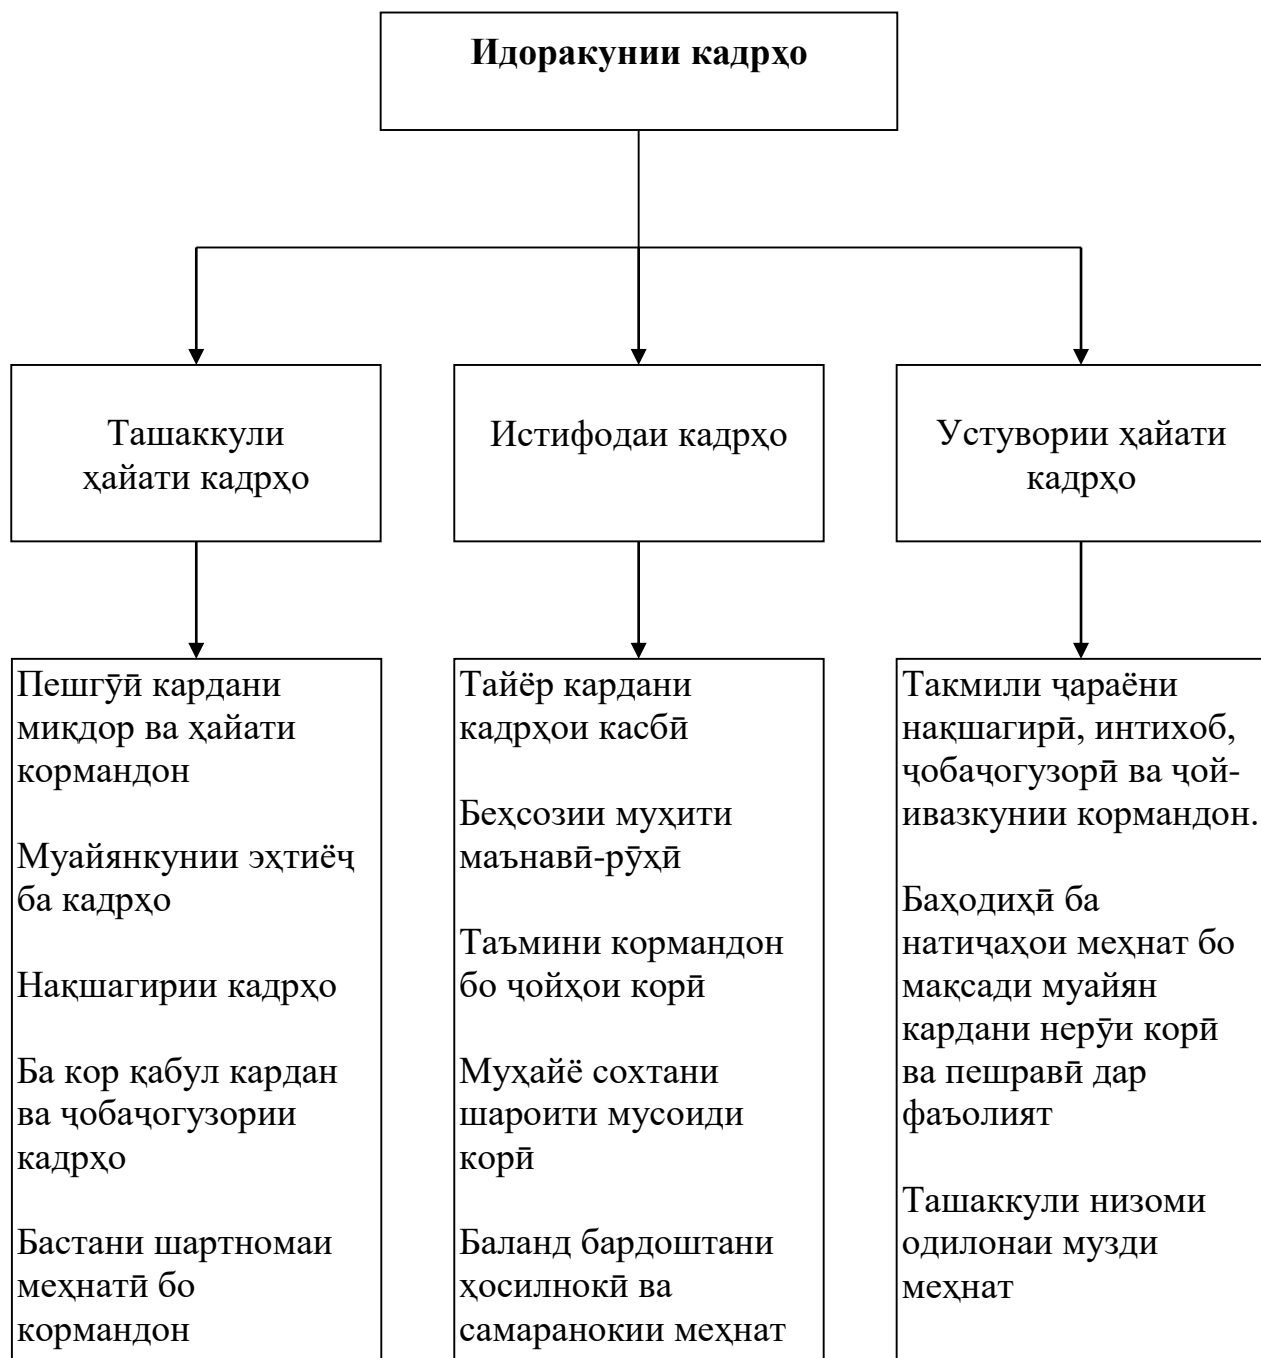 Идоракунии кадрҳо
Ташаккули
ҳайати кадрҳо
Истифодаи кадрҳо
Устувории ҳайати
кадрҳо
Пешгӯӣ кардани
миқдор ва ҳайати
кормандон
Муайянкунии эҳтиёҷ
ба кадрҳо
Нақшагирии кадрҳо
Ба кор қабул кардан
ва ҷобаҷогузории
кадрҳо
Бастани шартномаи
меҳнатӣ бо
кормандон
Тайёр кардани
кадрҳои касбӣ
Беҳсозии муҳити
маънавӣ-рӯҳӣ
Таъмини кормандон
бо ҷойҳои корӣ
Муҳайё сохтани
шароити мусоиди
корӣ
Баланд бардоштани
ҳосилнокӣ ва
самаранокии меҳнат
Такмили ҷараёни
нақшагирӣ, интихоб,
ҷобаҷогузорӣ ва ҷой-
ивазкунии кормандон.
Баҳодиҳӣ ба
натиҷаҳои меҳнат бо
мақсади муайян
кардани нерӯи корӣ
ва пешравӣ дар
фаъолият
Ташаккули низоми
одилонаи музди
меҳнат